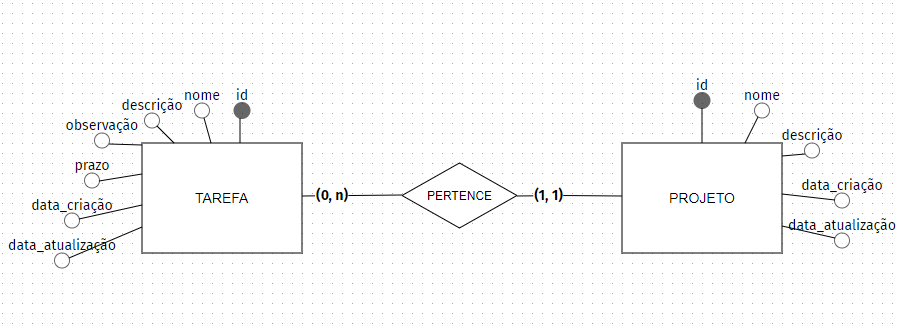 id
nome
descrição
observação
prazo
data_criação
data_atualização
TAREFA
(0, n)
PERTENCE
(1, 1)
PROJETO
id
nome
descrição
data_criação
data_atualização